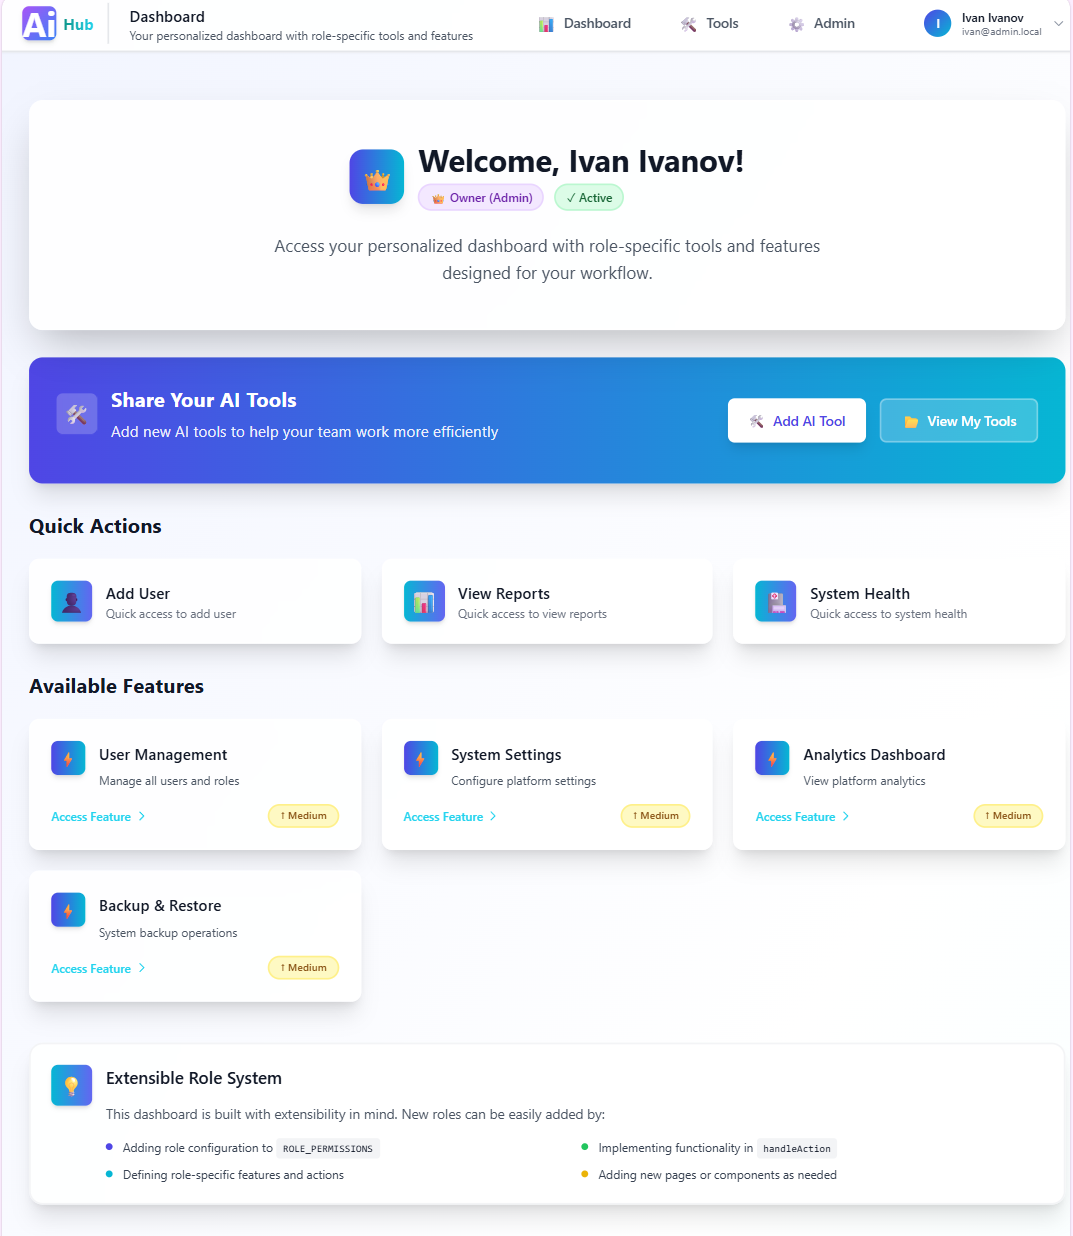 Ai Hub
Dashboard
Your personalized dashboard with role-specific tools and features
Dashboard
Tools
Admin
I
Ivan Ivanov
ivan@admin.local
Welcome, Ivan Ivanov!
Owner (Admin)
✓ Active
Access your personalized dashboard with role-specific tools and features
designed for your workflow.
Share Your AI Tools
Add new AI tools to help your team work more efficiently
Add AI Tool
View My Tools
Quick Actions
Add User
Quick access to add user
View Reports
Quick access to view reports
System Health
Quick access to system health
Available Features
User Management
Manage all users and roles
Access Feature
↑ Medium
System Settings
Configure platform settings
Access Feature
↑ Medium
Analytics Dashboard
View platform analytics
Access Feature
↑ Medium
Backup & Restore
System backup operations
Access Feature
↑ Medium
Extensible Role System
This dashboard is built with extensibility in mind. New roles can be easily added by:
Adding role configuration to ROLE_PERMISSIONS
Implementing functionality in handleAction
Defining role-specific features and actions
Adding new pages or components as needed